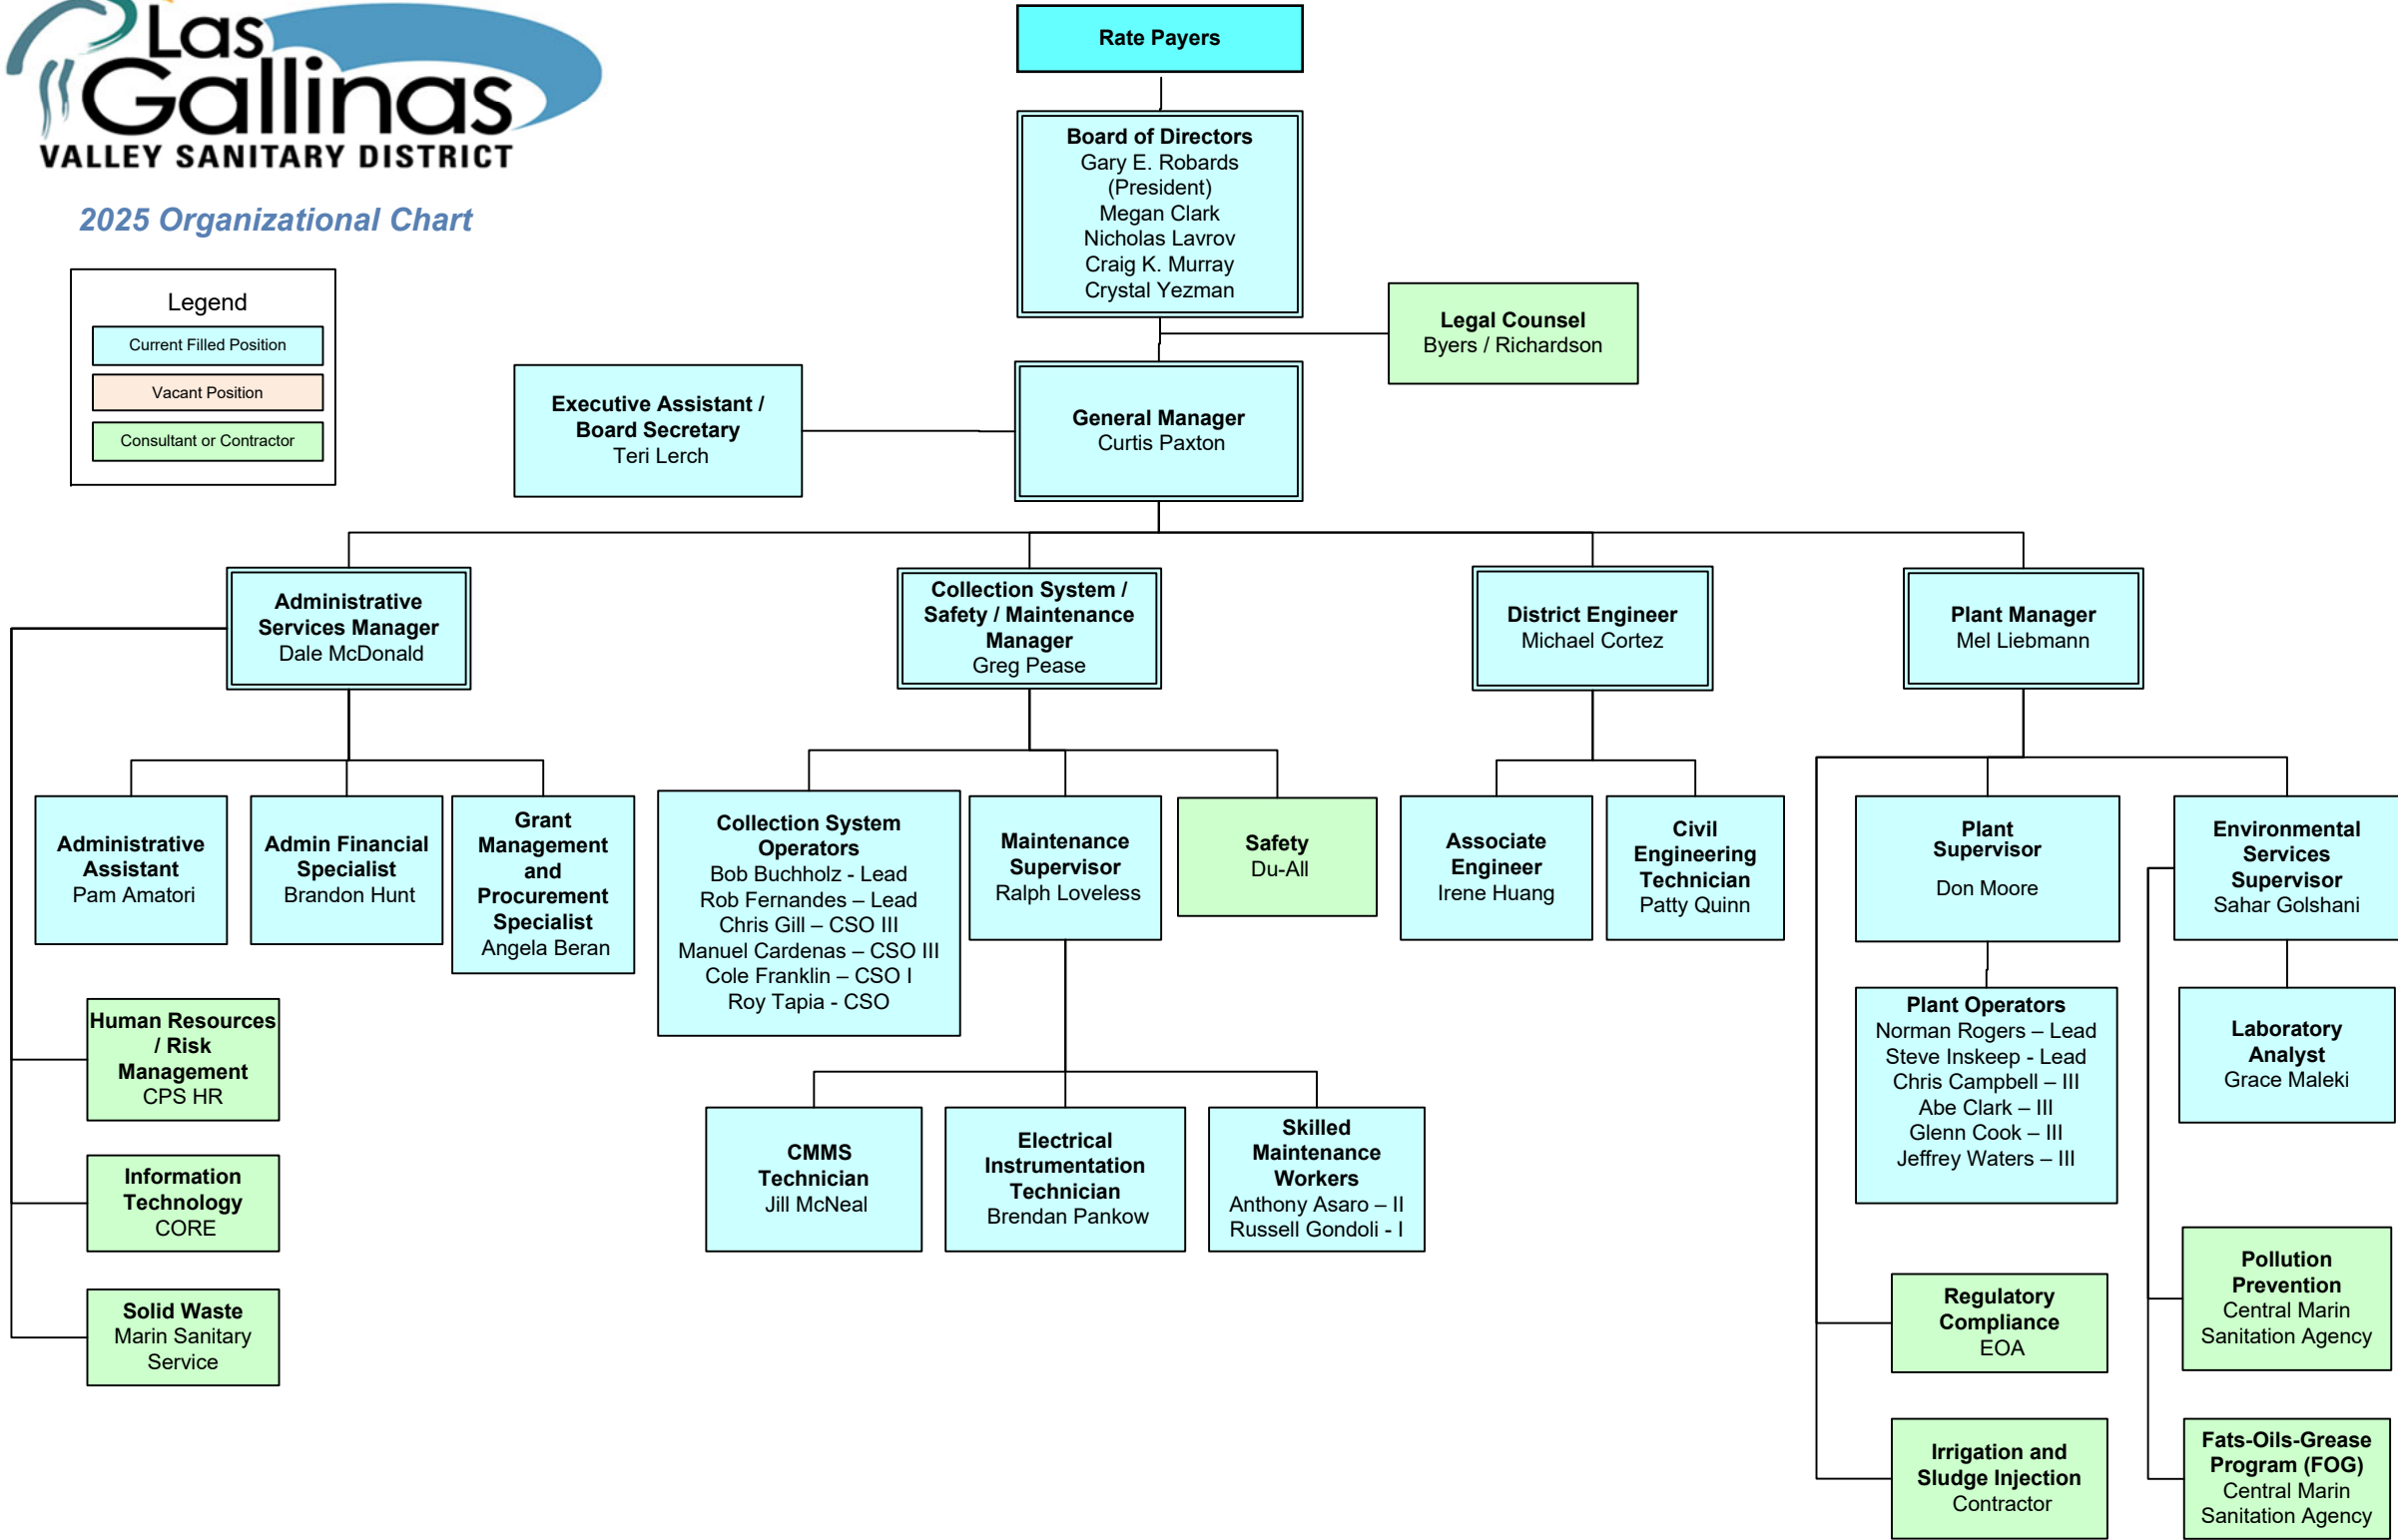 Las
Gallinas
VALLEY SANITARY DISTRICT
2025 Organizational Chart
Legend
Current Filled Position
Vacant Position
Consultant or Contractor
Rate Payers
Board of Directors
Gary E. Robards
(President)
Megan Clark
Nicholas Lavrov
Craig K. Murray
Crystal Yezman
Legal Counsel
Byers / Richardson
Executive Assistant /
Board Secretary
Teri Lerch
General Manager
Curtis Paxton
Administrative
Services Manager
Dale McDonald
Collection System /
Safety / Maintenance
Manager
Greg Pease
District Engineer
Michael Cortez
Plant Manager
Mel Liebmann
Administrative
Assistant
Pam Amatori
Admin Financial
Specialist
Brandon Hunt
Grant
Management
and
Procurement
Specialist
Angela Beran
Collection System
Operators
Bob Buchholz - Lead
Rob Fernandes – Lead
Chris Gill – CSO III
Manuel Cardenas – CSO III
Cole Franklin – CSO I
Roy Tapia - CSO
Maintenance
Supervisor
Ralph Loveless
Safety
Du-All
Associate
Engineer
Irene Huang
Civil
Engineering
Technician
Patty Quinn
Plant
Supervisor
Don Moore
Environmental
Services
Supervisor
Sahar Golshani
Human Resources
/ Risk
Management
CPS HR
Information
Technology
CORE
Solid Waste
Marin Sanitary
Service
CMMS
Technician
Jill McNeal
Electrical
Instrumentation
Technician
Brendan Pankow
Skilled
Maintenance
Workers
Anthony Asaro – II
Russell Gondoli - I
Plant Operators
Norman Rogers – Lead
Steve Inskeep - Lead
Chris Campbell – III
Abe Clark – III
Glenn Cook – III
Jeffrey Waters – III
Laboratory
Analyst
Grace Maleki
Regulatory
Compliance
EOA
Irrigation and
Sludge Injection
Contractor
Pollution
Prevention
Central Marin
Sanitation Agency
Fats-Oils-Grease
Program (FOG)
Central Marin
Sanitation Agency